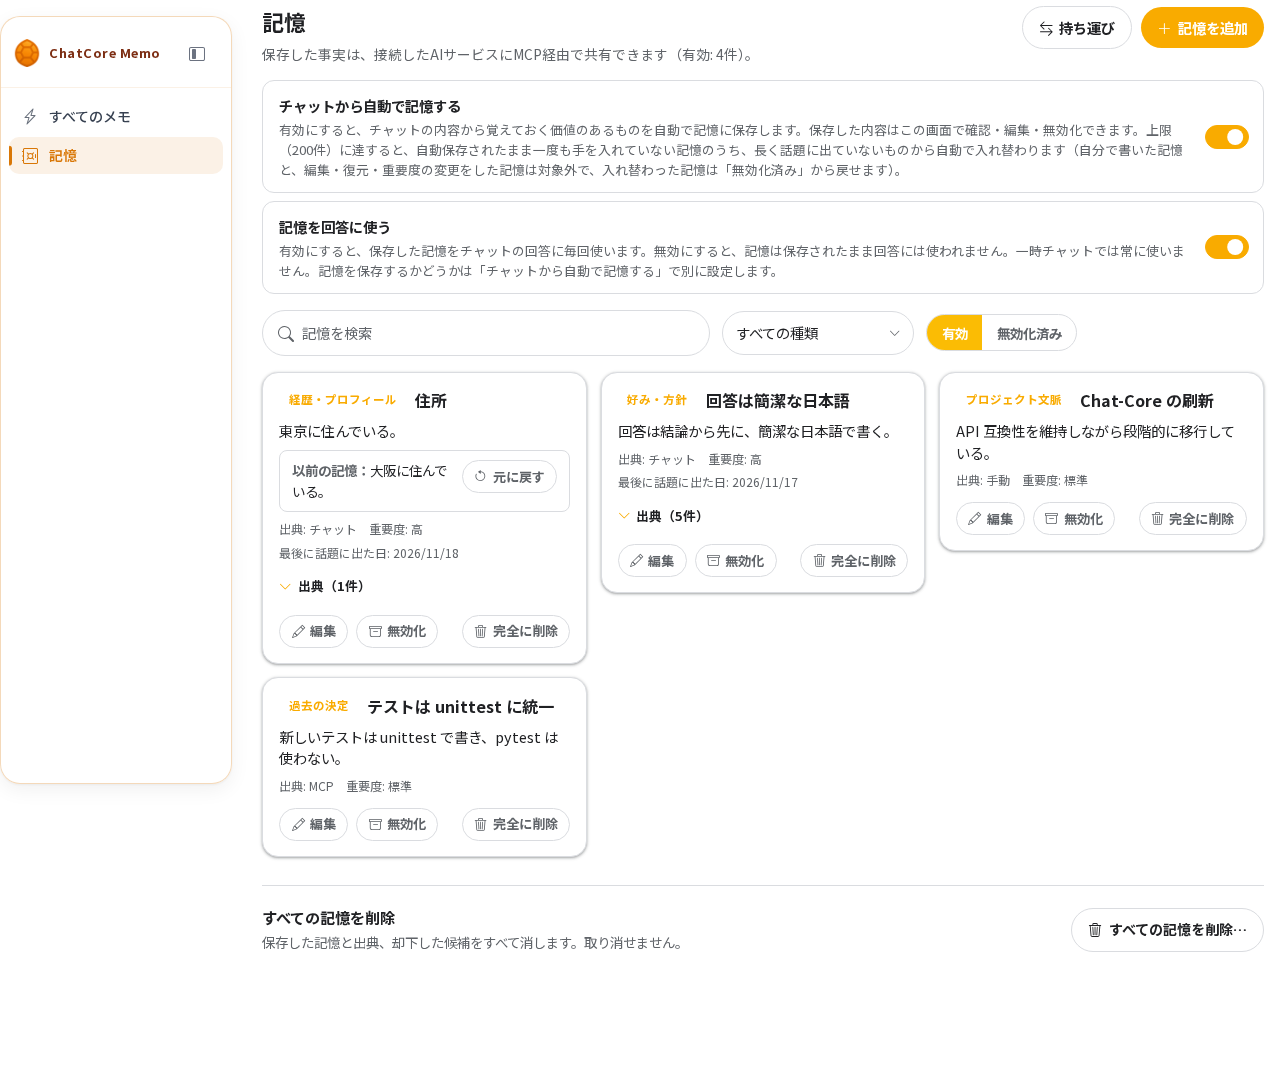 ChatCore Memo
すべてのメモ
記憶
記憶
保存した事実は、接続したAIサービスにMCP経由で共有できます（有効: 4件）。
持ち運び
記憶を追加
チャットから自動で記憶する
有効にすると、チャットの内容から覚えておく価値のあるものを自動で記憶に保存します。保存した内容はこの画面で確認・編集・無効化できます。上限
（200件）に達すると、自動保存されたまま一度も手を入れていない記憶のうち、長く話題に出ていないものから自動で入れ替わります（自分で書いた記憶
と、編集・復元・重要度の変更をした記憶は対象外で、入れ替わった記憶は「無効化済み」から戻せます）。
記憶を回答に使う
有効にすると、保存した記憶をチャットの回答に毎回使います。無効にすると、記憶は保存されたまま回答には使われません。一時チャットでは常に使いま
せん。記憶を保存するかどうかは「チャットから自動で記憶する」で別に設定します。
記憶を検索
すべての種類
有効
無効化済み
経歴・プロフィール 住所
東京に住んでいる。
以前の記憶：大阪に住んで
いる。
元に戻す
出典: チャット 重要度: 高
最後に話題に出た日: 2026/11/18
出典（1件）
編集
無効化
完全に削除
好み・方針 回答は簡潔な日本語
回答は結論から先に、簡潔な日本語で書く。
出典: チャット 重要度: 高
最後に話題に出た日: 2026/11/17
出典（5件）
編集
無効化
完全に削除
プロジェクト文脈 Chat-Core の刷新
API 互換性を維持しながら段階的に移行して
いる。
出典: 手動 重要度: 標準
編集
無効化
完全に削除
過去の決定 テストは unittest に統一
新しいテストは unittest で書き、pytest は
使わない。
出典: MCP 重要度: 標準
編集
無効化
完全に削除
すべての記憶を削除
保存した記憶と出典、却下した候補をすべて消します。取り消せません。
すべての記憶を削除…